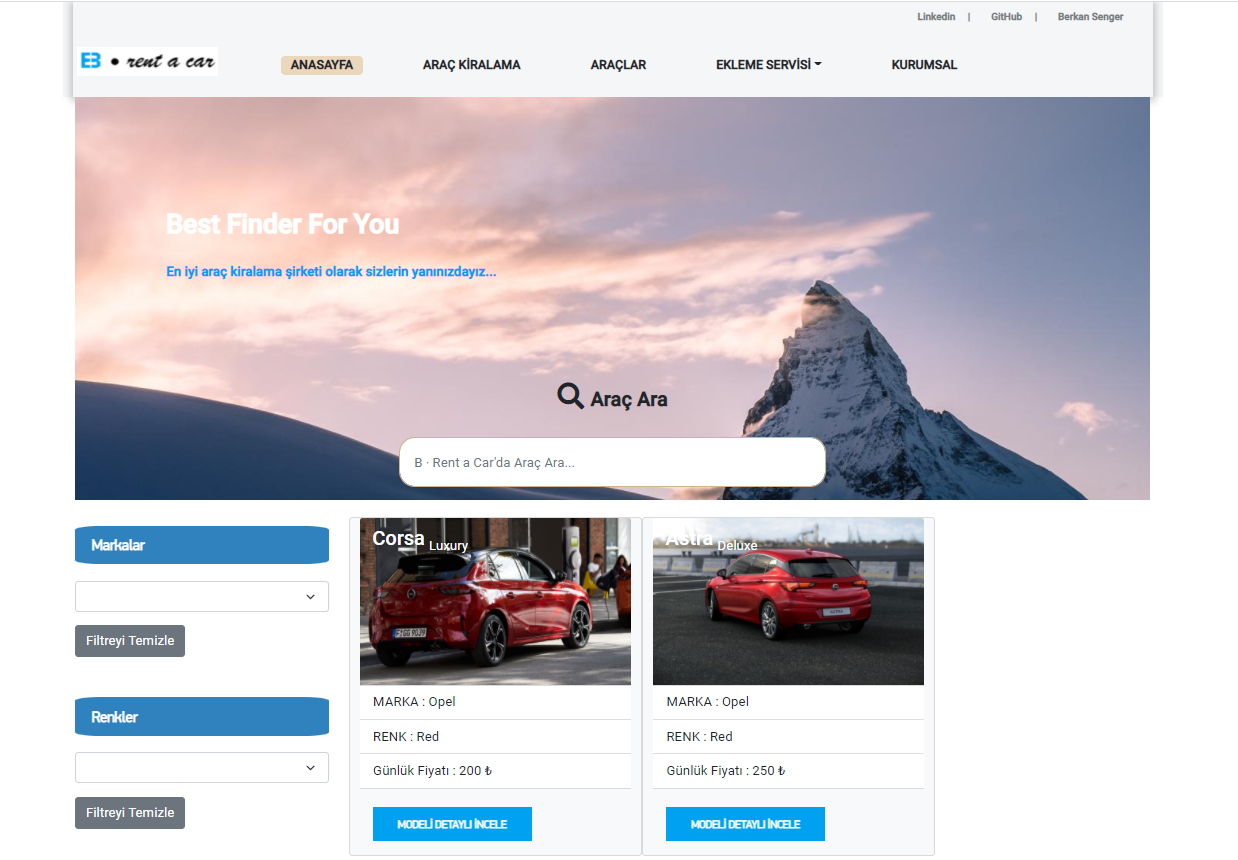 Linkedin | GitHub | Berkan Senger
B • rent a car
ANASAYFA ARAÇ KİRALAMA ARAÇLAR EKLEME SERVİSİ KURUMSAL
Best Finder For You
En iyi araç kiralama şirketi olarak sizlerin yanınızdayız...
Araç Ara
B · Rent a Car'da Araç Ara...
Markalar
Filtreyi Temizle
Renkler
Filtreyi Temizle
Corsa Luxury
MARKA : Opel
RENK : Red
Günlük Fiyatı : 200 ₺
MODELİ DETAYLI İNCELE
Astra Deluxe
MARKA : Opel
RENK : Red
Günlük Fiyatı : 250 ₺
MODELİ DETAYLI İNCELE